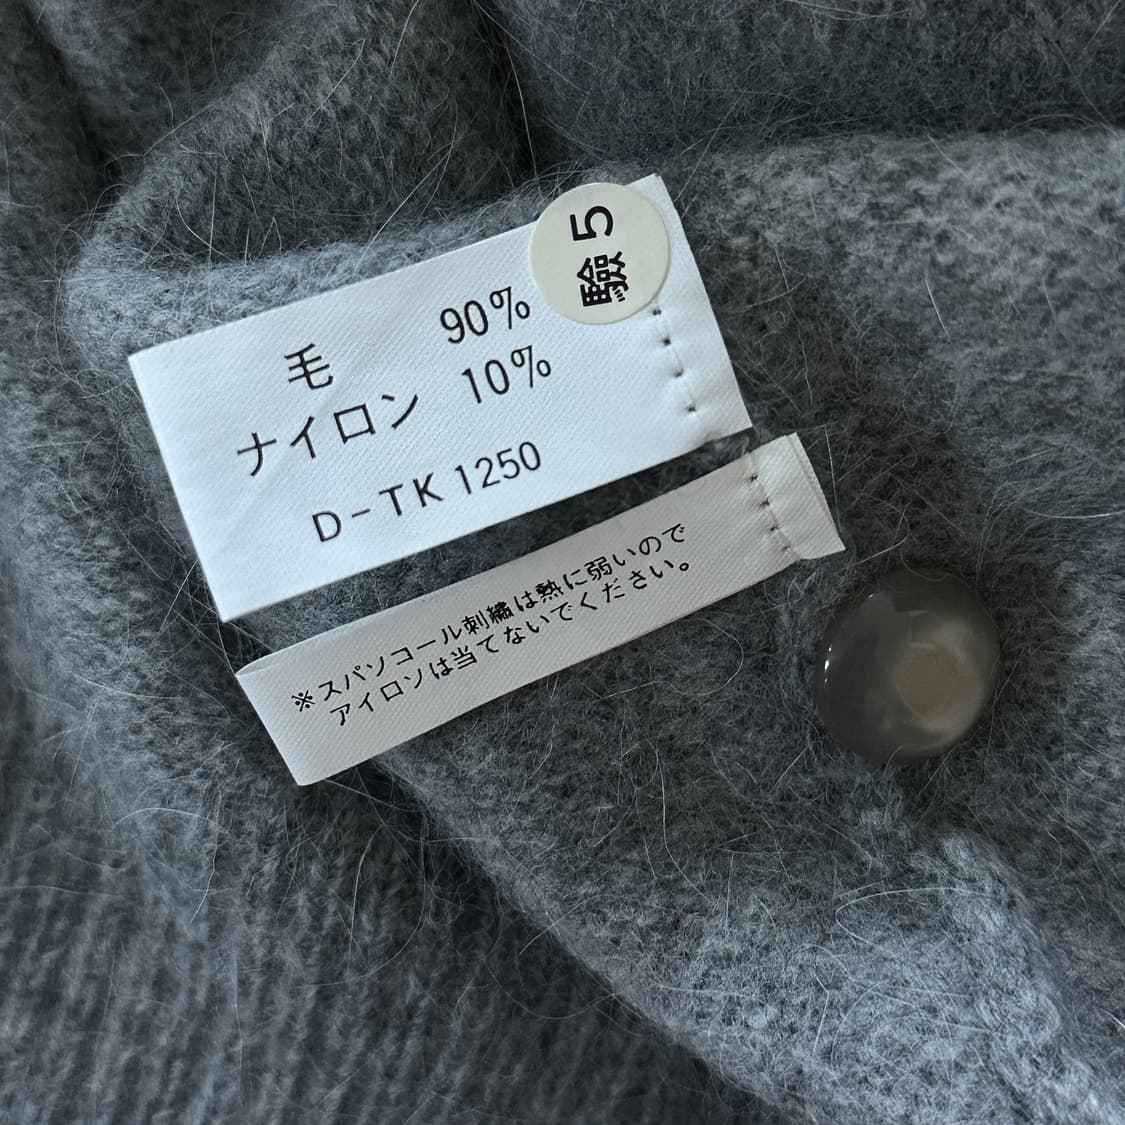 験5
毛 90%
ナイロン 10%
D-TK1250
※スパンコール刺繍は熱に弱いので
アイロンは当てないでください。